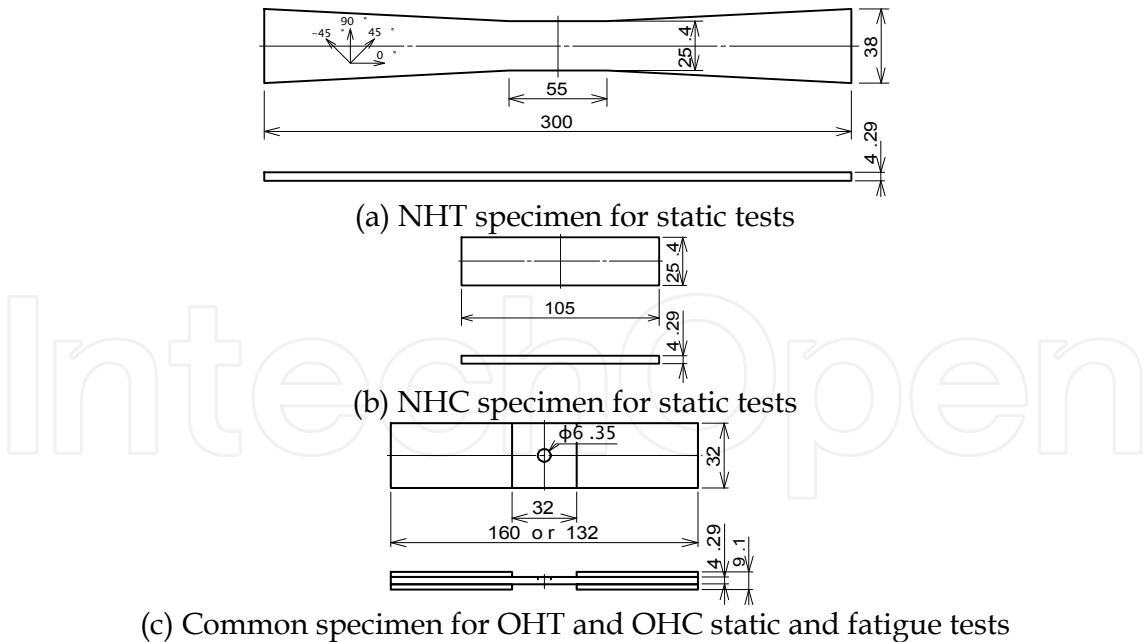 90 °
-45 ° 45 °
0 °
25 .4
38
55
300
4 .29
(a) NHT specimen for static tests
25 .4
105
4 .29
(b) NHC specimen for static tests
IntechOpen
ϕ6 .35
32
32
160 o r 132
4 .29
9 .1
(c) Common specimen for OHT and OHC static and fatigue tests